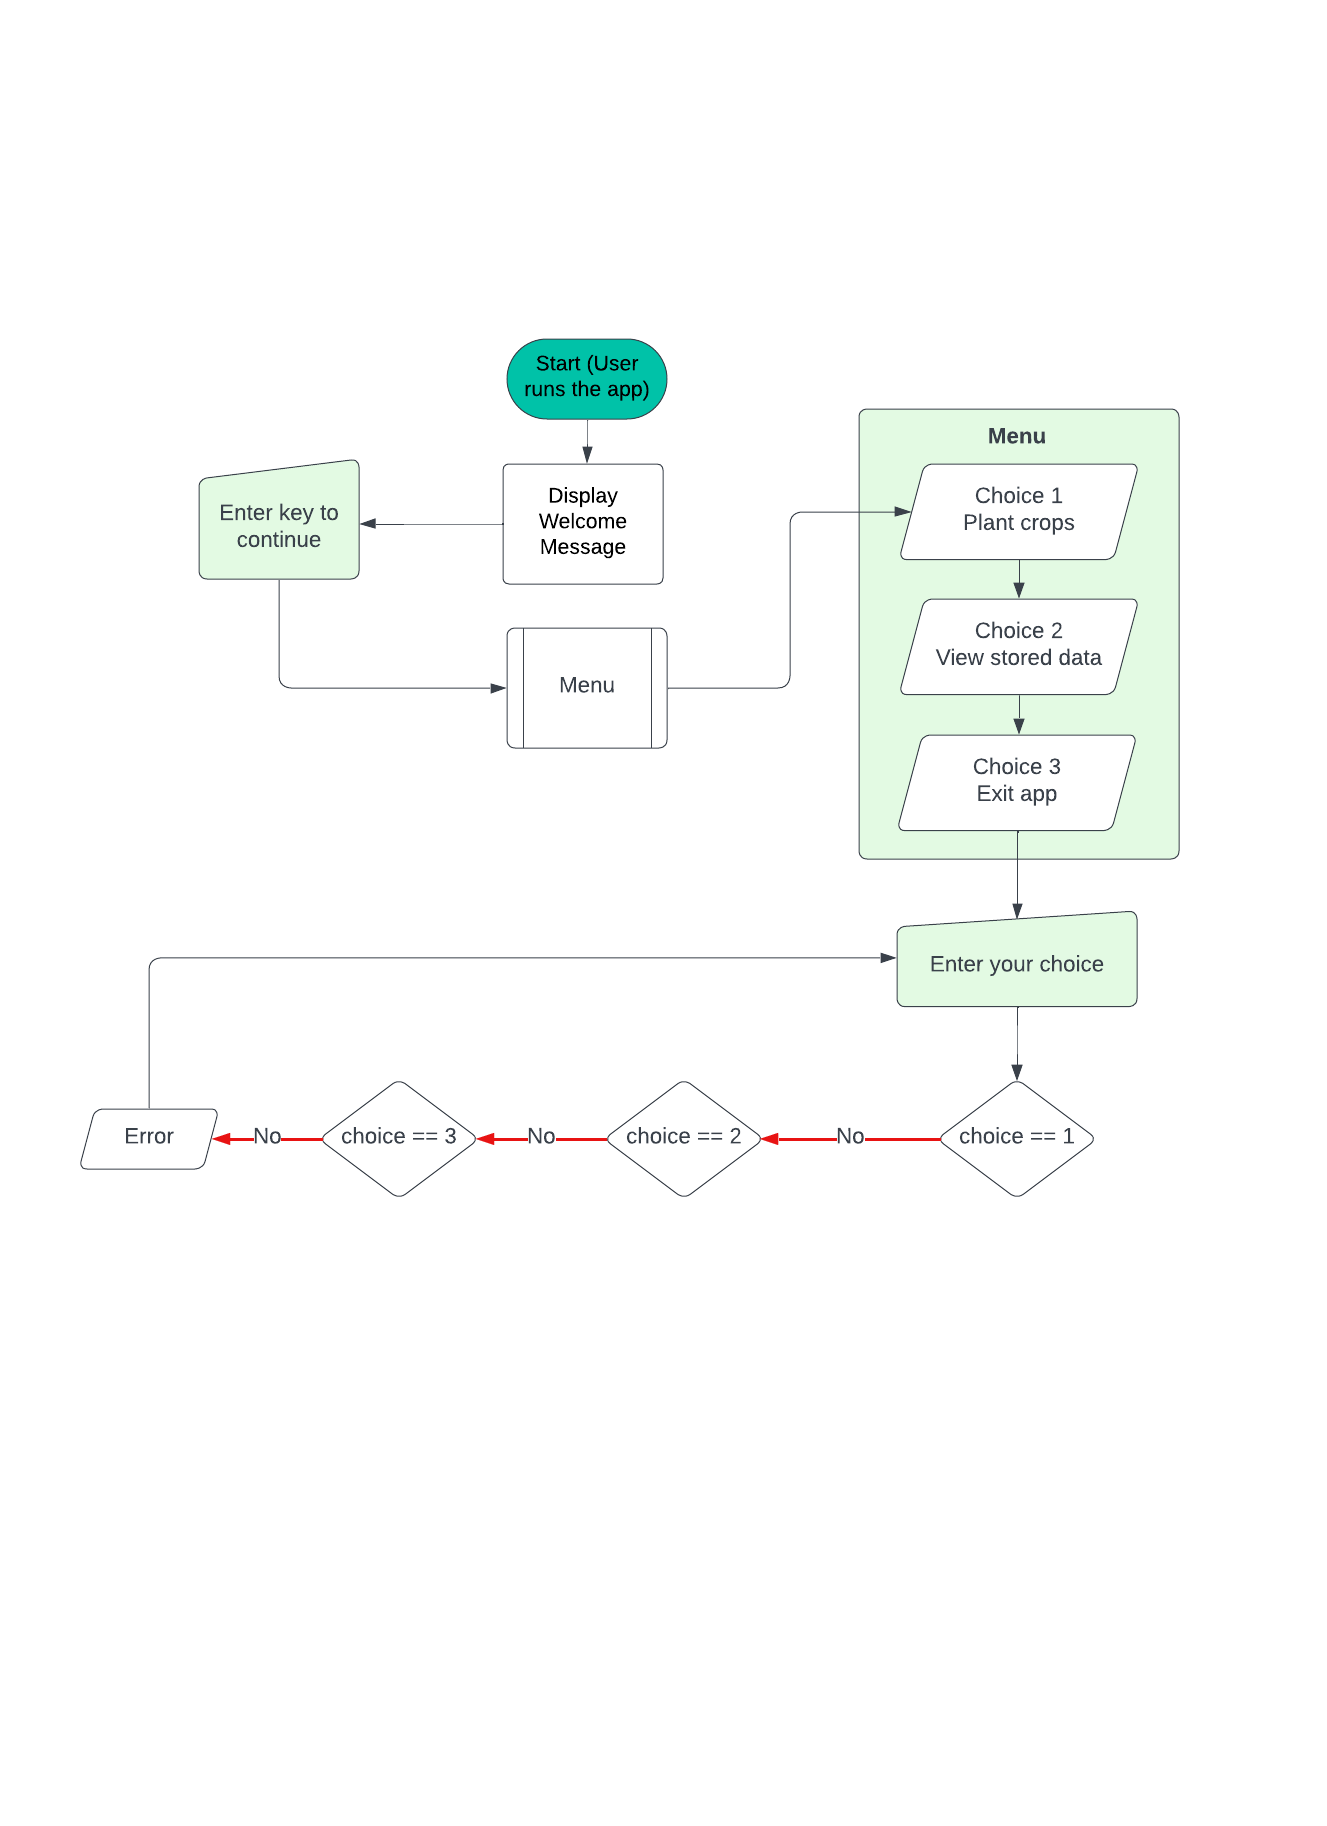 Start (User
runs the app)
Display
Welcome
Message
Enter key to
continue
Menu
Menu
Choice 1
Plant crops
Choice 2
View stored data
Choice 3
Exit app
Enter your choice
choice == 1
No
choice == 2
No
choice == 3
No
Error